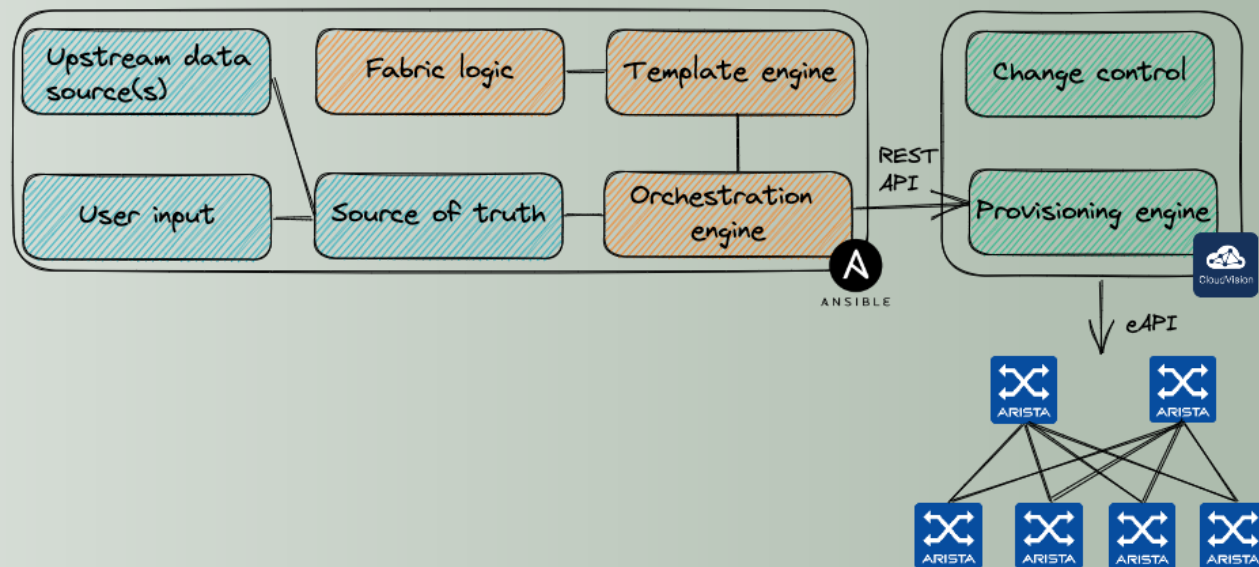 Upstream data
source(s)
Fabric logic
Template engine
Change control
User input
Source of truth
Orchestration
engine
REST
API
Provisioning engine
ANSIBLE
CloudVision
eAPI
ARISTA
ARISTA
ARISTA
ARISTA
ARISTA
ARISTA